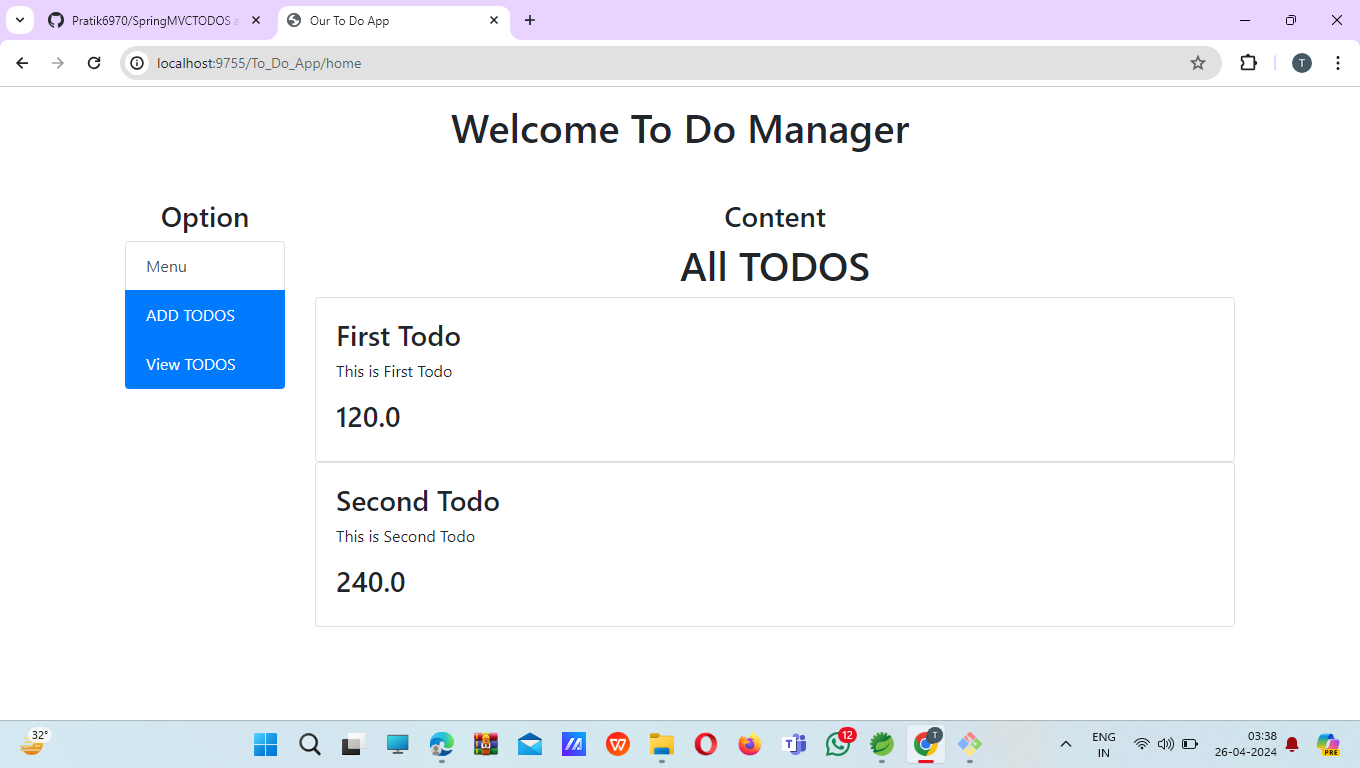 Pratik6970/SpringMVCTODOS a
Our To Do App
localhost:9755/To_Do_App/home
T
Welcome To Do Manager
Option
Content
Menu
ADD TODOS
View TODOS
All TODOS
First Todo
This is First Todo
120.0
Second Todo
This is Second Todo
240.0
32°
12
T
ENG
IN
03:38
26-04-2024
PRE